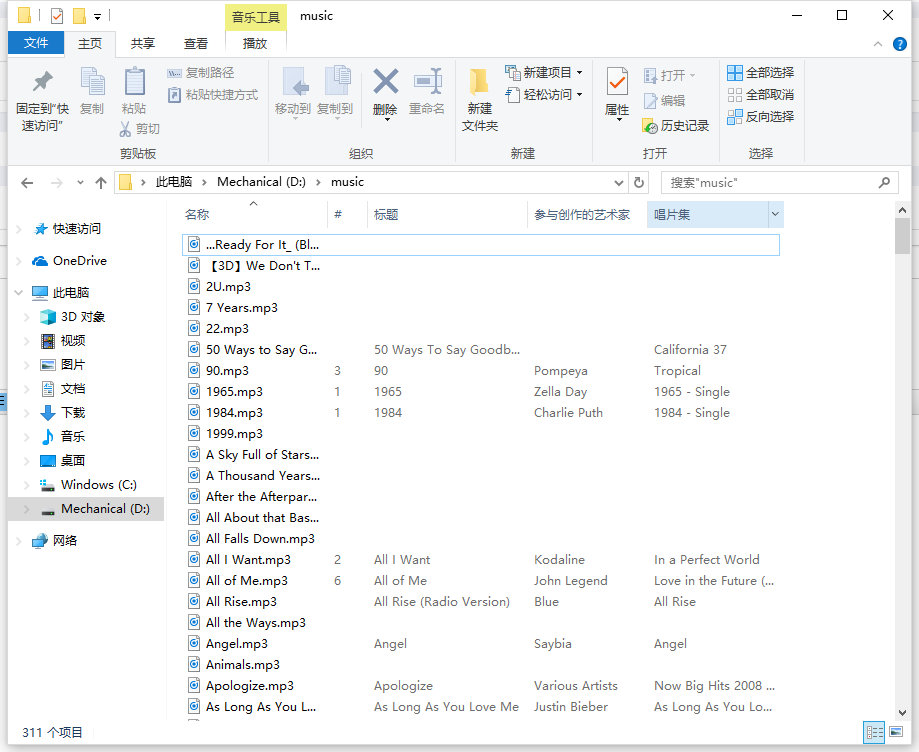 音乐工具 music
文件 主页 共享 查看 播放
固定到“快速访问” 复制 粘贴 复制路径 粘贴快捷方式 剪切
移动到 复制到 删除 重命名
新建文件夹 新建项目 轻松访问
属性 打开 编辑 历史记录
全部选择 全部取消 反向选择
剪贴板 组织 新建 打开 选择
此电脑 Mechanical (D:) music
搜索"music"
快速访问
OneDrive
此电脑
3D 对象
视频
图片
文档
下载
音乐
桌面
Windows (C:)
Mechanical (D:)
网络
名称 # 标题 参与创作的艺术家 唱片集
...Ready For It_ (Bl...
【3D】We Don't T...
2U.mp3
7 Years.mp3
22.mp3
50 Ways to Say G... 50 Ways To Say Goodb... California 37
90.mp3 3 90 Pompeya Tropical
1965.mp3 1 1965 Zella Day 1965 - Single
1984.mp3 1 1984 Charlie Puth 1984 - Single
1999.mp3
A Sky Full of Stars...
A Thousand Years...
After the Afterpar...
All About that Bas...
All Falls Down.mp3
All I Want.mp3 2 All I Want Kodaline In a Perfect World
All of Me.mp3 6 All of Me John Legend Love in the Future (...
All Rise.mp3 All Rise (Radio Version) Blue All Rise
All the Ways.mp3
Angel.mp3 Angel Saybia Angel
Animals.mp3
Apologize.mp3 Apologize Various Artists Now Big Hits 2008 ...
As Long As You L... As Long As You Love Me Justin Bieber As Long As You Lo...
311 个项目